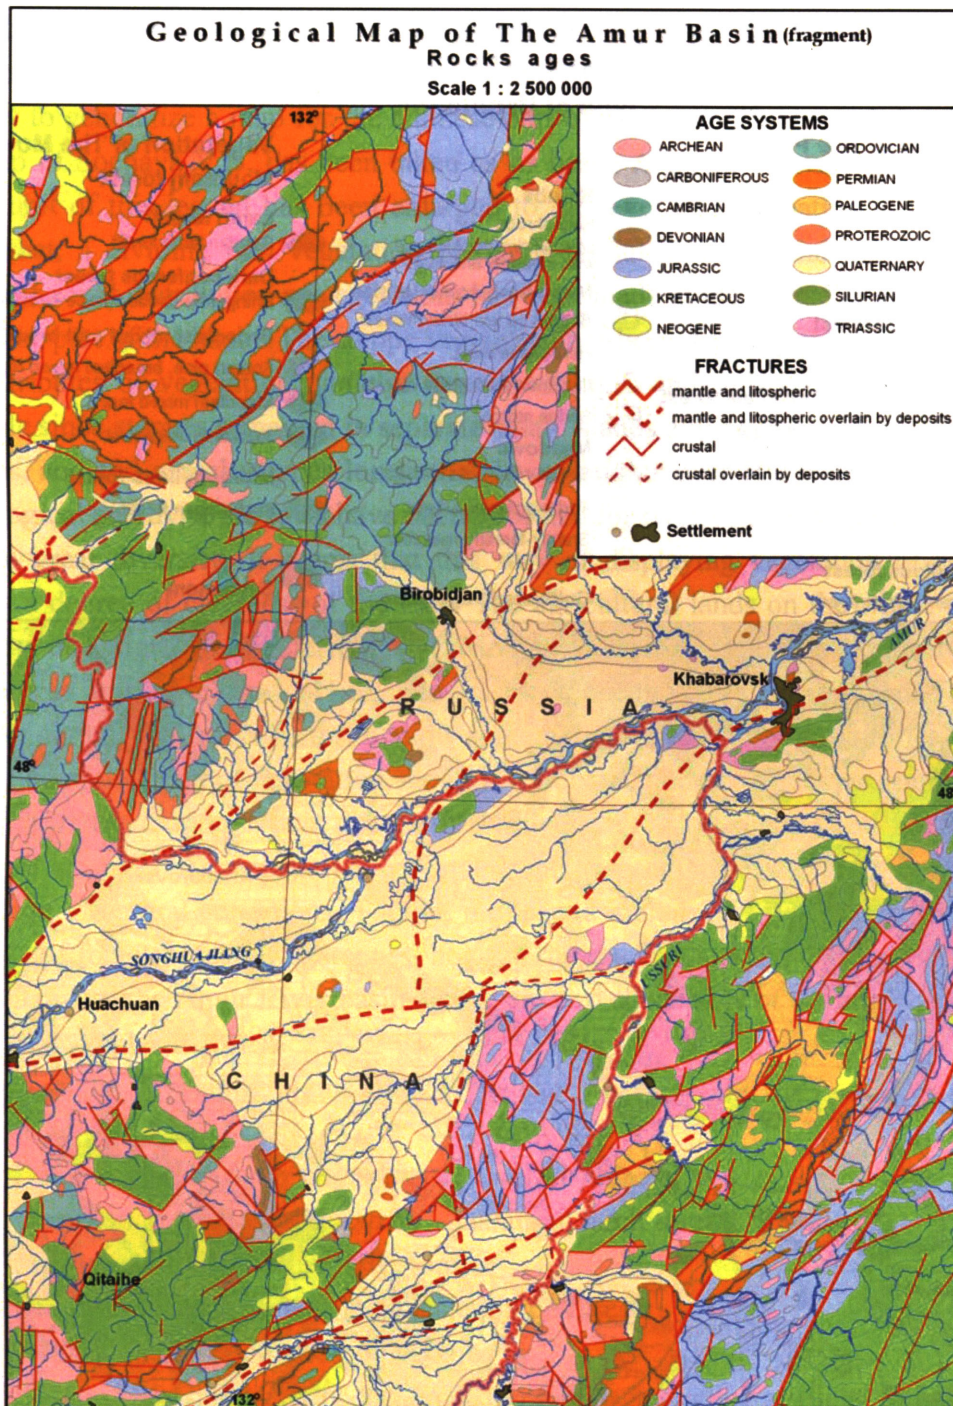 Geological Map of The Amur Basin (fragment)
Rocks ages
Scale 1 : 2 500 000
132°
AGE SYSTEMS
ARCHEAN
CARBONIFEROUS
CAMBRIAN
DEVONIAN
JURASSIC
KRETACEOUS
NEOGENE
ORDOVICIAN
PERMIAN
PALEOGENE
PROTEROZOIC
QUATERNARY
SILURIAN
TRIASSIC
FRACTURES
mantle and litospheric
mantle and litospheric overlain by deposits
crustal
crustal overlain by deposits
Settlement
Birobidjan
AMUR
Khabarovsk
RUSSIA
48°
48
SONGHUA JIANG
USSURI
Huachuan
CHINA
Qitaihe
132°